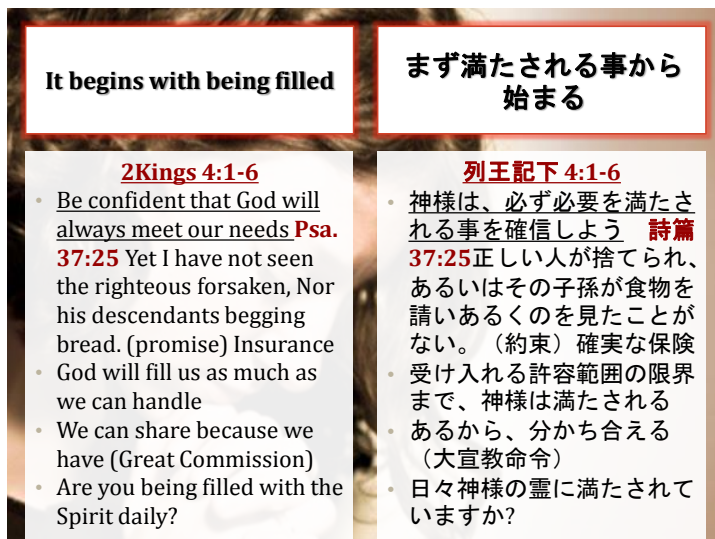 It begins with being filled
まず満たされる事から
始まる
2Kings 4:1-6
• Be confident that God will
always meet our needs Psa.
37:25 Yet I have not seen
the righteous forsaken, Nor
his descendants begging
bread. (promise) Insurance
• God will fill us as much as
we can handle
• We can share because we
have (Great Commission)
• Are you being filled with the
Spirit daily?
列王記下 4:1-6
• 神様は、必ず必要を満たさ
れる事を確信しよう 詩篇
37:25正しい人が捨てられ、
あるいはその子孫が食物を
請いあるくのを見たことが
ない。（約束）確実な保険
• 受け入れる許容範囲の限界
まで、神様は満たされる
• あるから、分かち合える
（大宣教命令）
• 日々神様の霊に満たされて
いますか?